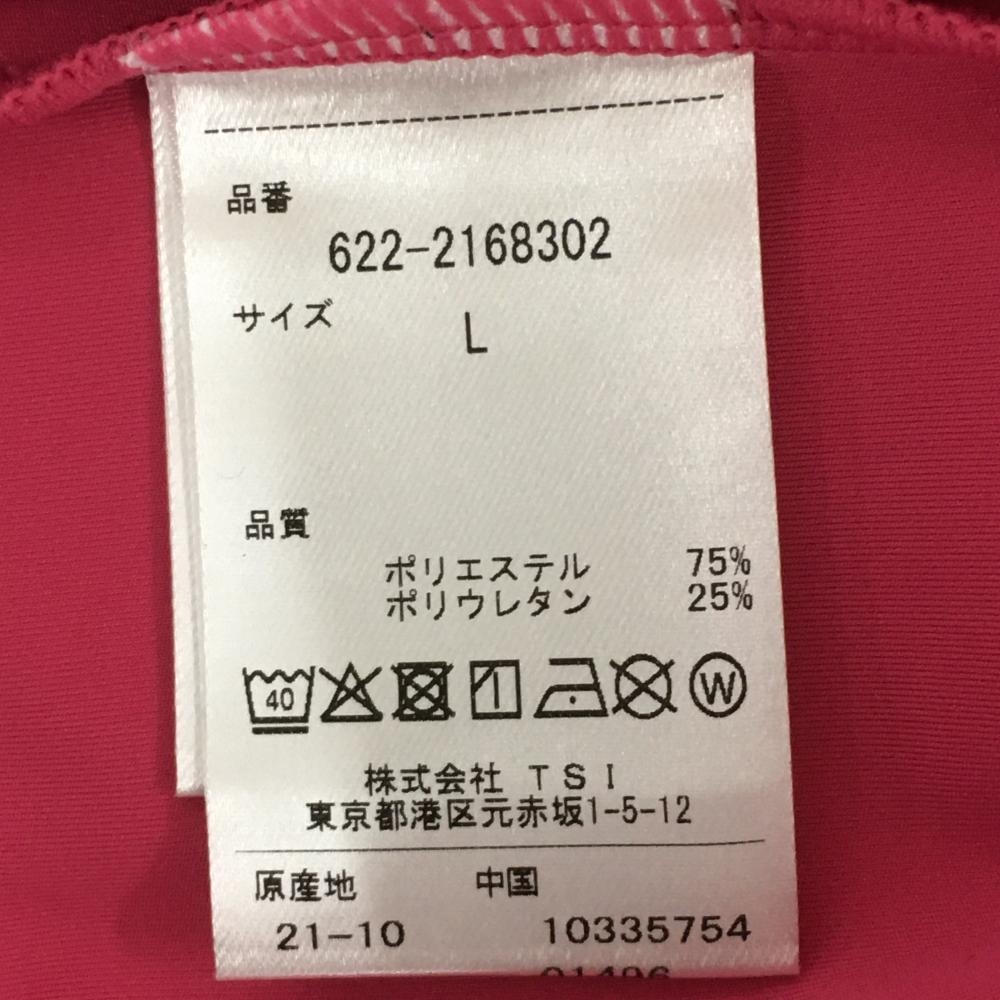 品番
622-2168302
サイズ L
品質
ポリエステル 75%
ポリウレタン 25%
40 W
株式会社 TSI
東京都港区元赤坂1-5-12
原産地 中国
21-10 10335754